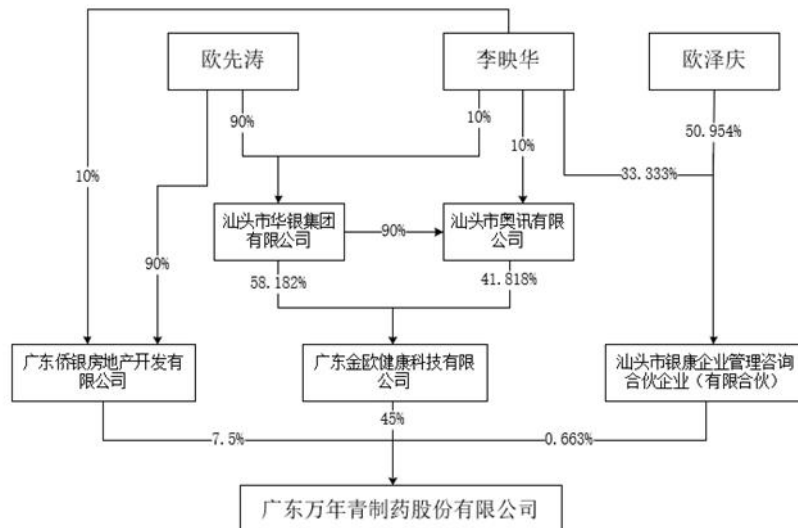 欧先涛
李映华
欧泽庆
90%
10%
10%
50.954%
10%
33.333%
汕头市华银集团
有限公司
90%
汕头市奥讯有限
公司
90%
58.182%
41.818%
广东侨银房地产开发有
限公司
广东金欧健康科技有限
公司
汕头市银康企业管理咨询
合伙企业（有限合伙）
7.5%
45%
0.663%
广东万年青制药股份有限公司